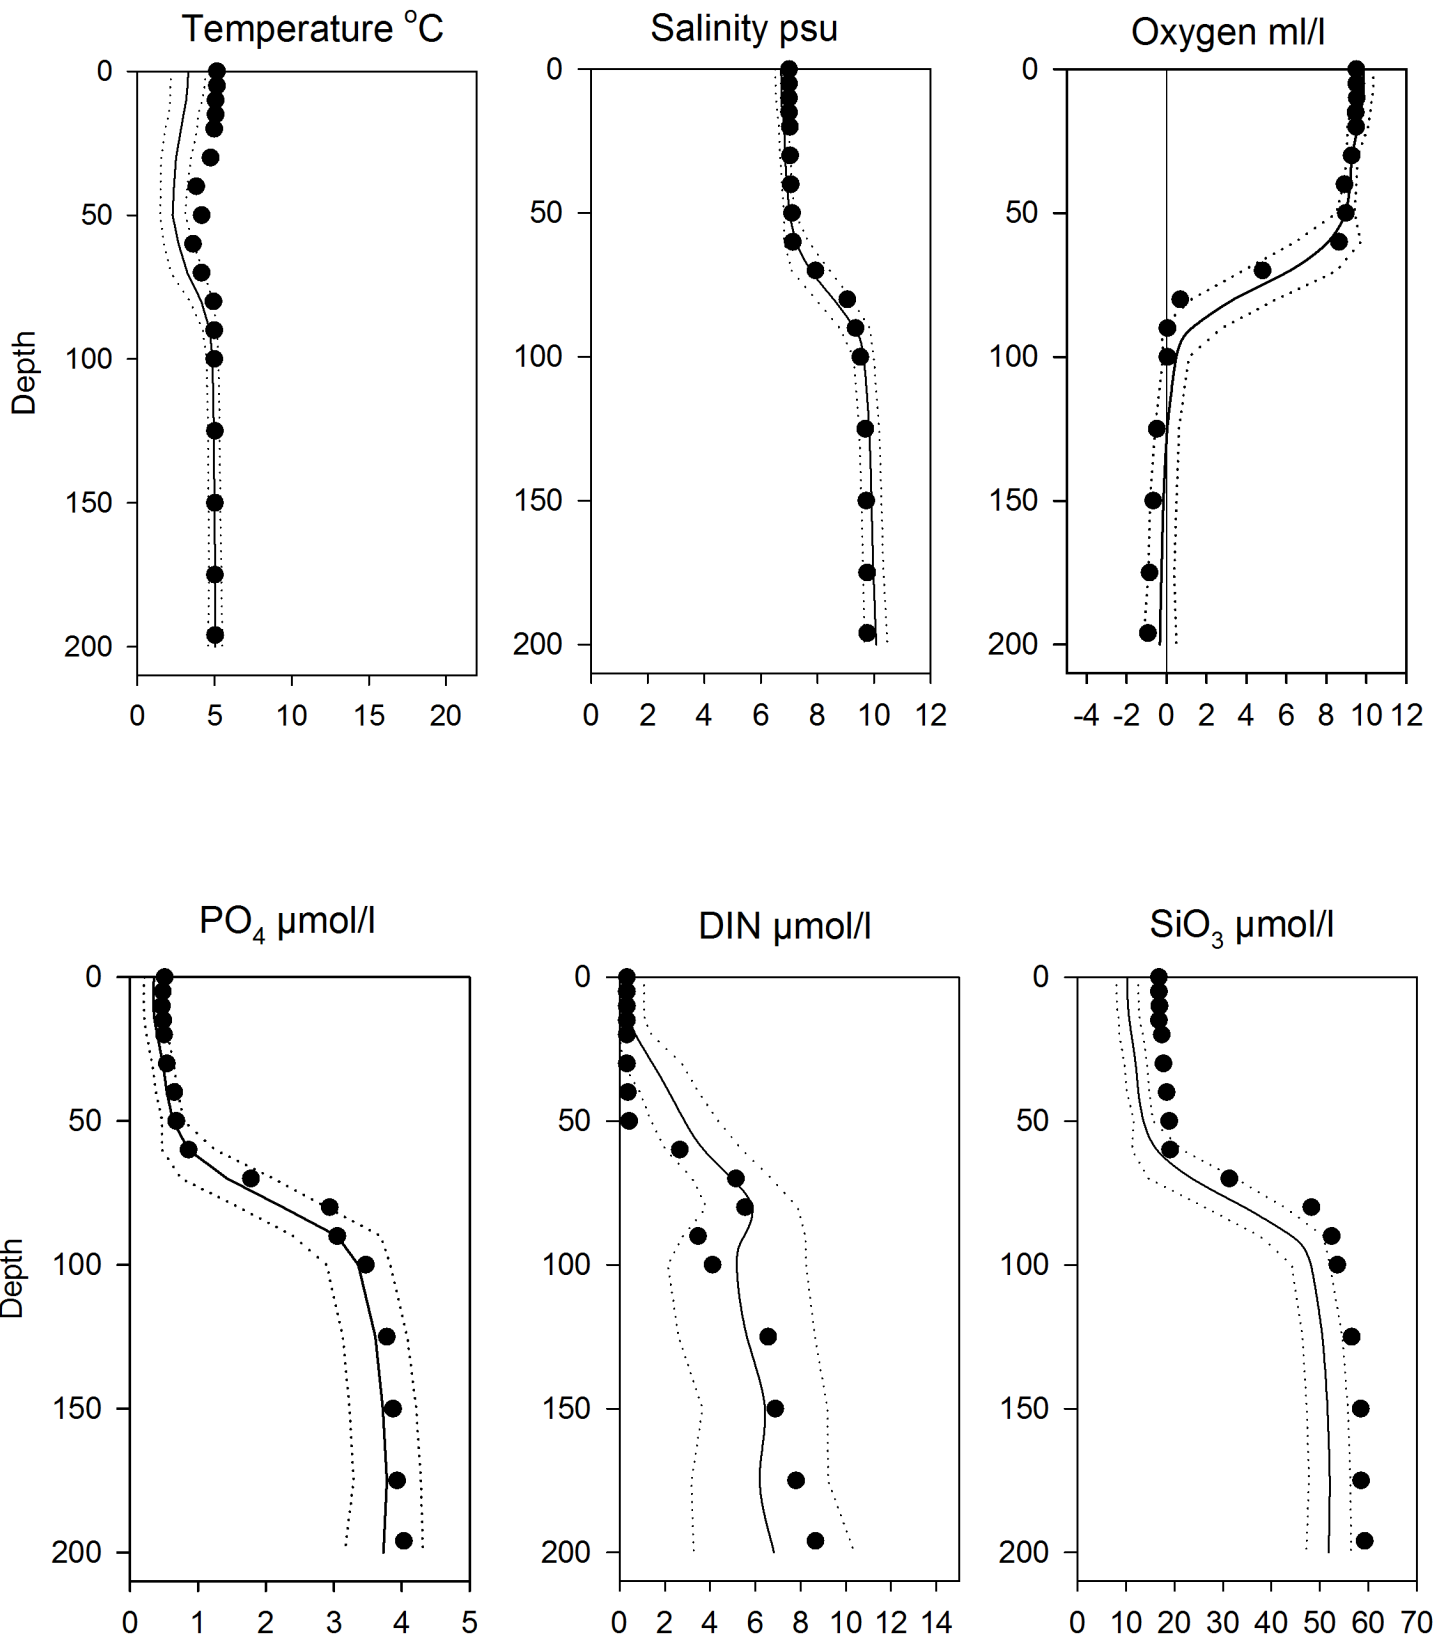 Temperature °C
Salinity psu
Oxygen ml/l
0
50
100
150
200
Depth
0 5 10 15 20
0
50
100
150
200
0 2 4 6 8 10 12
0
50
100
150
200
-4 -2 0 2 4 6 8 10 12
PO4 µmol/l
DIN µmol/l
SiO3 µmol/l
0
50
100
150
200
Depth
0 1 2 3 4 5
0
50
100
150
200
0 2 4 6 8 10 12 14
0
50
100
150
200
0 10 20 30 40 50 60 70